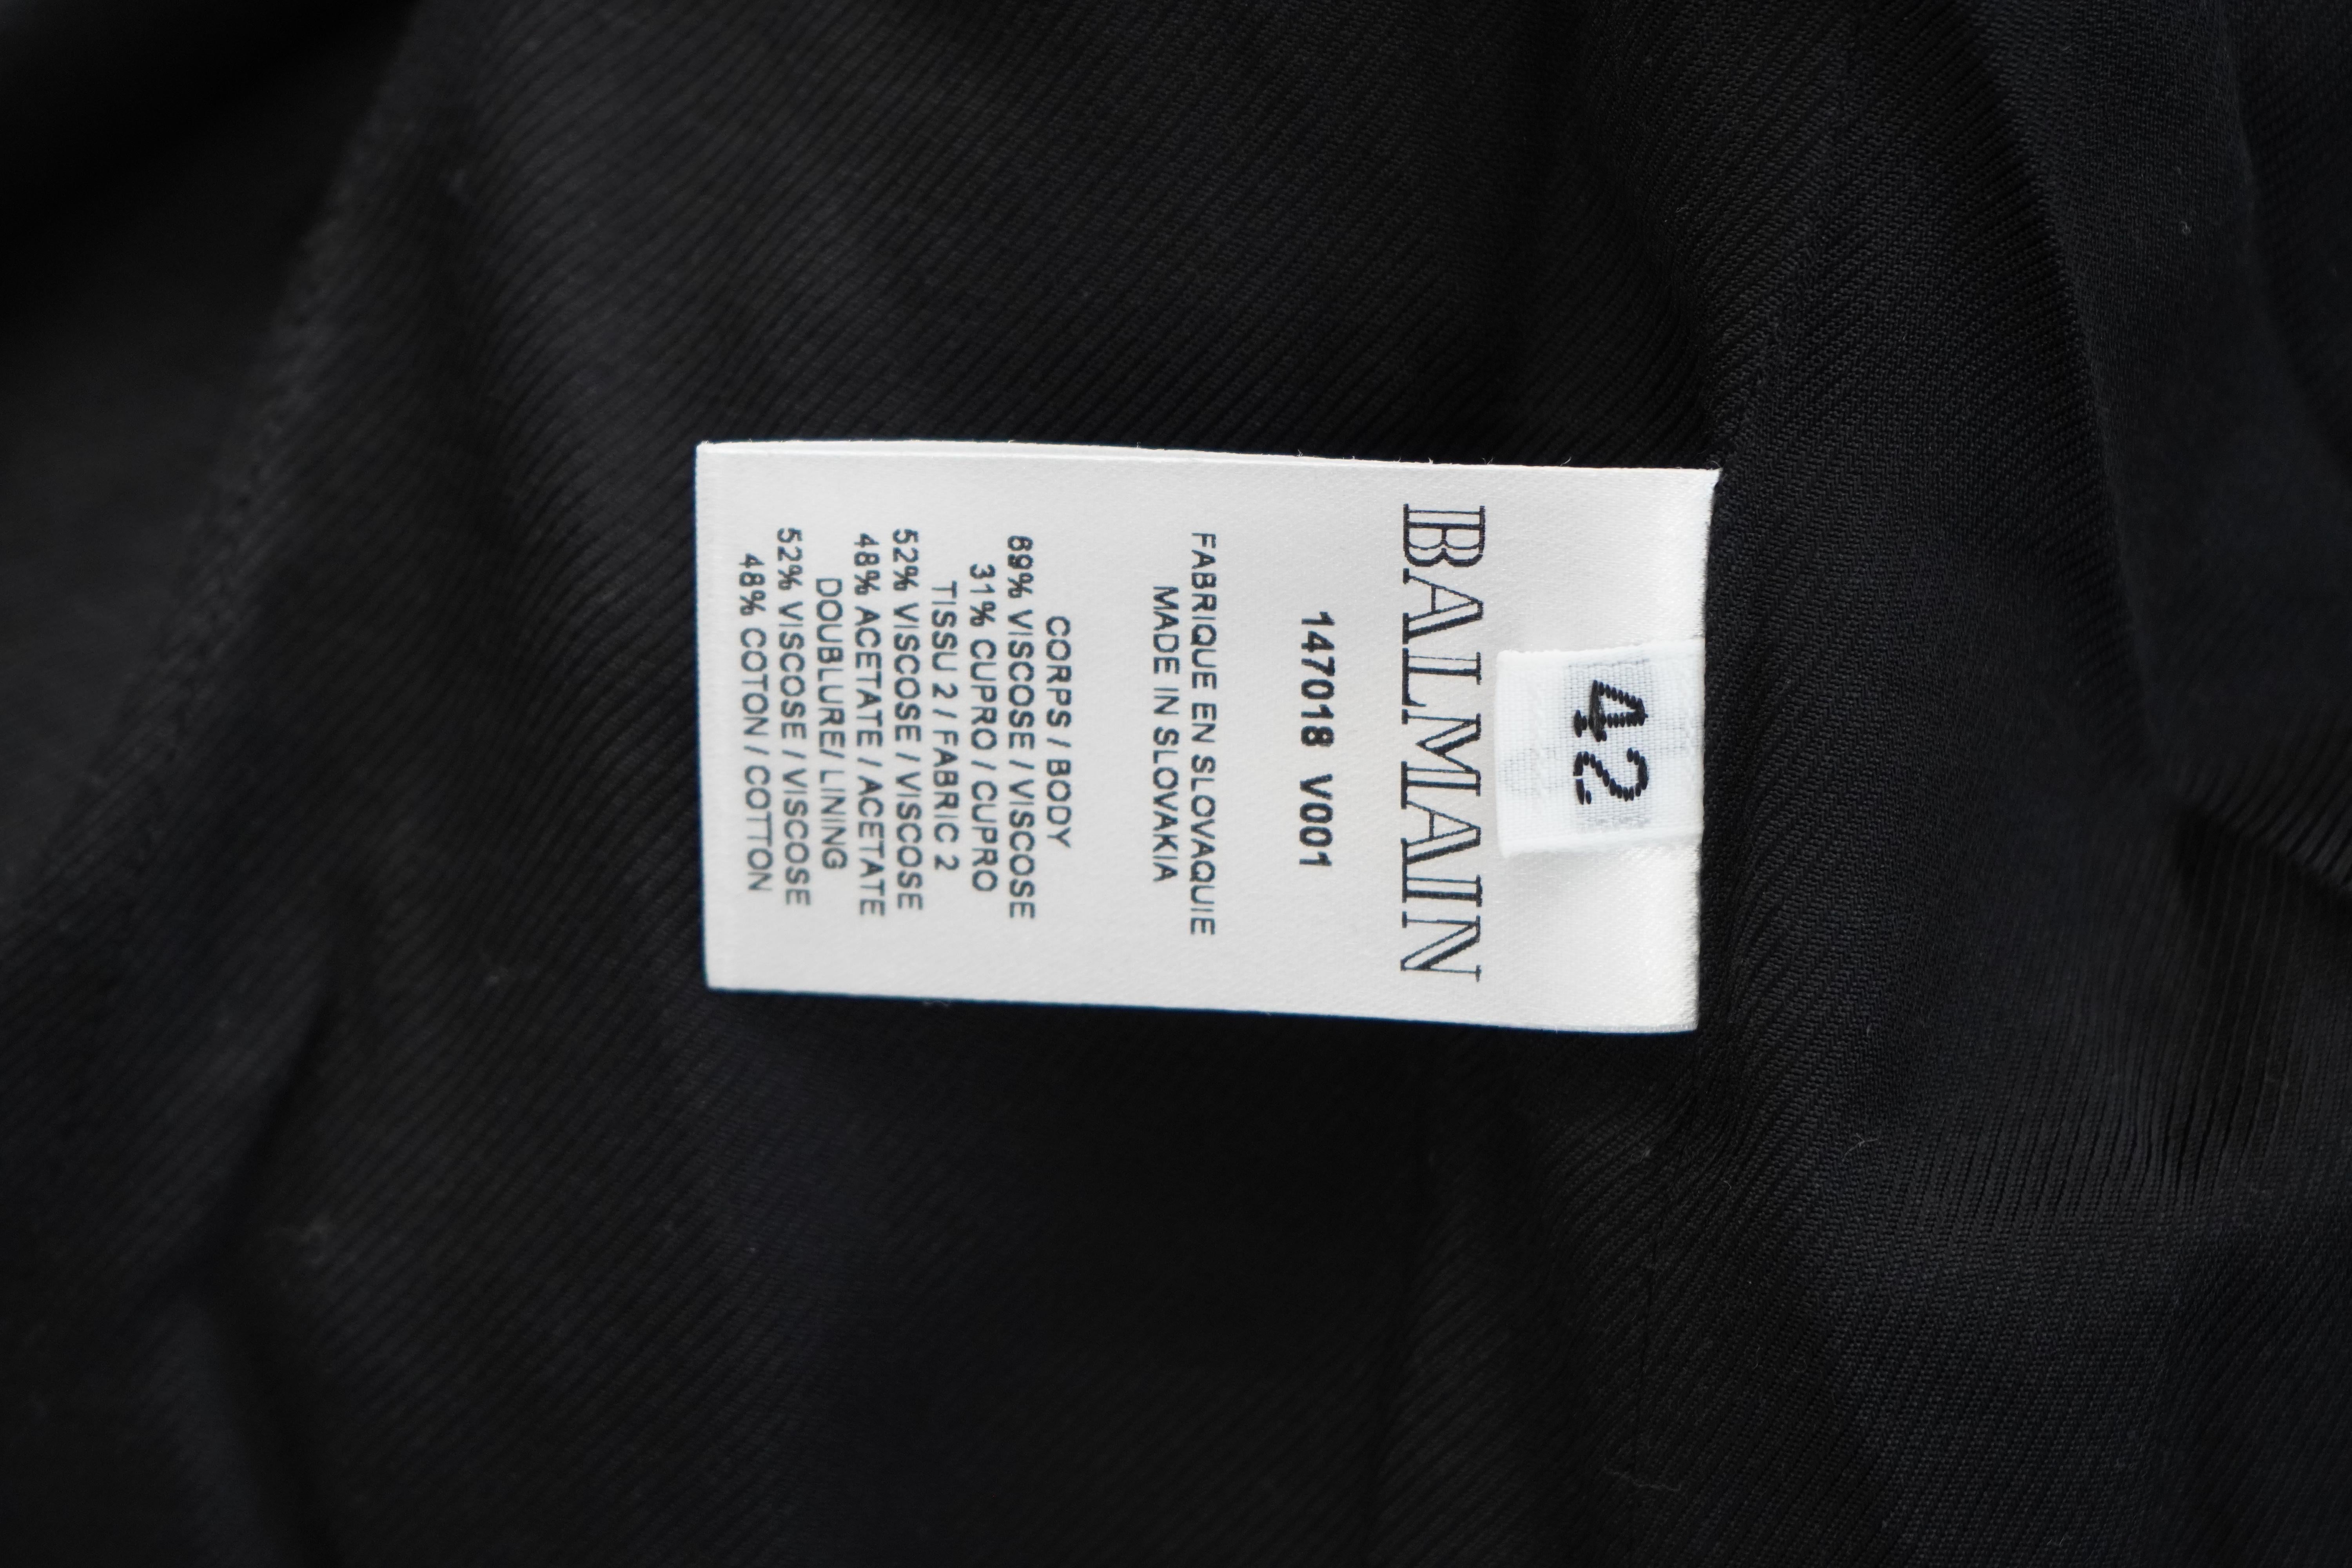 42
BALMAIN
147018 V001
FABRIQUE EN SLOVAQUIE
MADE IN SLOVAKIA
CORPS / BODY
69% VISCOSE / VISCOSE
31% CUPRO / CUPRO
TISSU 2 / FABRIC 2
52% VISCOSE / VISCOSE
48% ACETATE / ACETATE
DOUBLURE/ LINING
52% VISCOSE / VISCOSE
48% COTON / COTTON